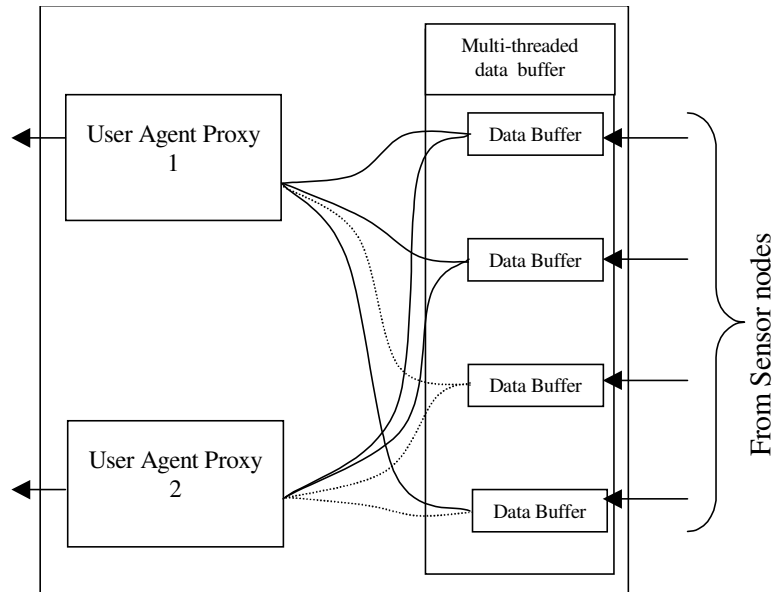 Multi-threaded
data buffer
User Agent Proxy
1
Data Buffer
Data Buffer
Data Buffer
User Agent Proxy
2
Data Buffer
From Sensor nodes